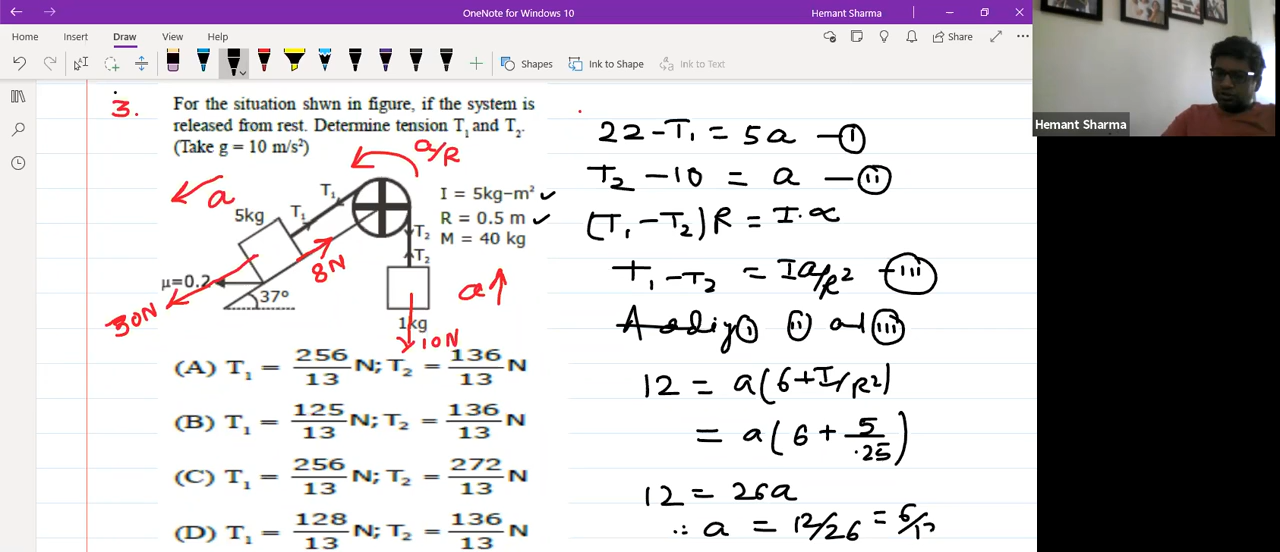 OneNote for Windows 10
Hemant Sharma
Home Insert Draw View Help
Share
Shapes
Ink to Shape
Ink to Text
3.
For the situation shwn in figure, if the system is
released from rest. Determine tension T₁ and T₂.
(Take g = 10 m/s²)
a/R
a
T₁
T₁
5kg
I = 5kg-m²
R = 0.5 m
M = 40 kg
T₂
T₂
8N
μ=0.2
37°
30N
a↑
1kg
10N
(A) T₁ = 256/13 N; T₂ = 136/13 N
(B) T₁ = 125/13 N; T₂ = 136/13 N
(C) T₁ = 256/13 N; T₂ = 272/13 N
(D) T₁ = 128/13 N; T₂ = 136/13 N
22 - T₁ = 5a - (i)
T₂ - 10 = a - (ii)
(T₁ - T₂) R = I·α
T₁ - T₂ = Ia/R² - (iii)
Adding (i) (ii) and (iii)
12 = a(6 + I/R²)
= a(6 + 5/.25)
12 = 26a
∴ a = 12/26 = 6/13
Hemant Sharma